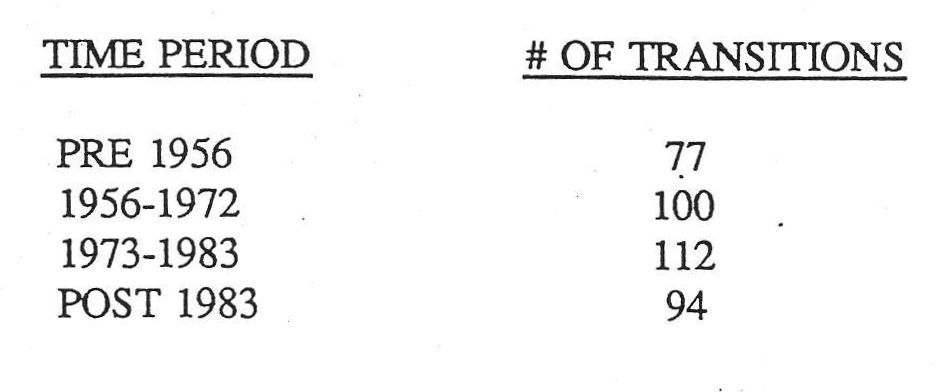 TIME PERIOD # OF TRANSITIONS
PRE 1956 77
1956-1972 100
1973-1983 112
POST 1983 94